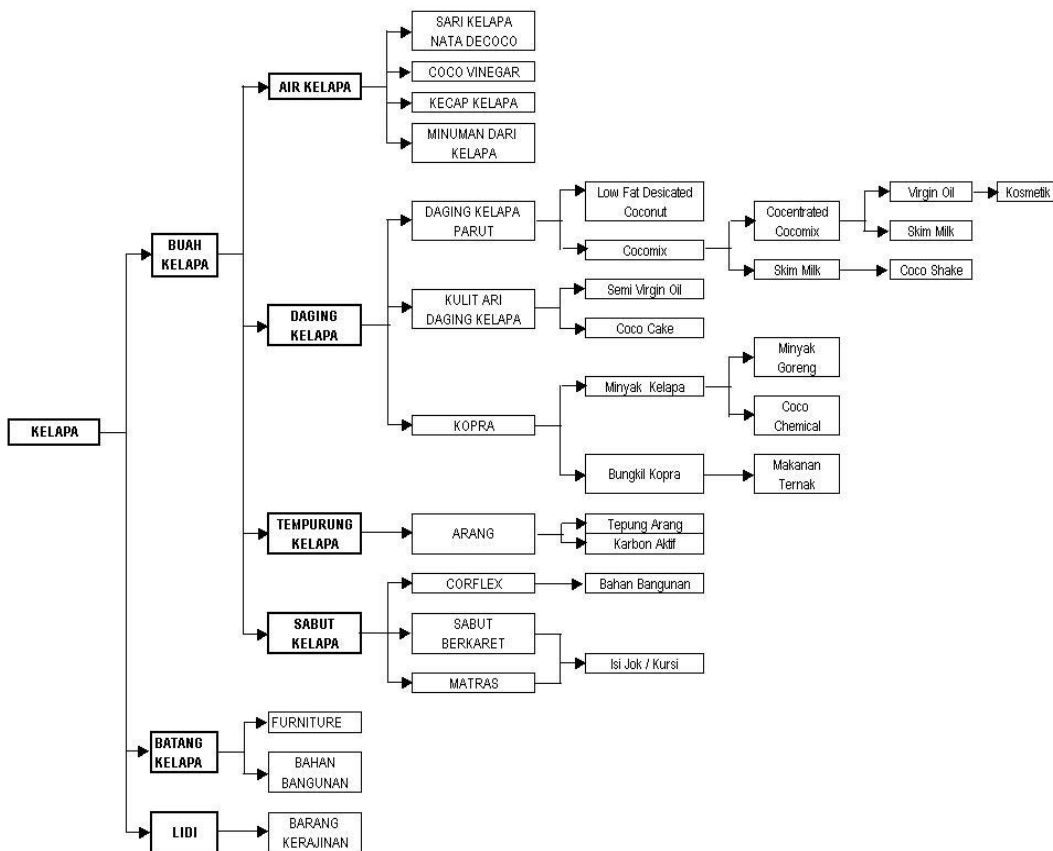 KELAPA
BUAH
KELAPA
AIR KELAPA
SARI KELAPA
NATA DECOCO
COCO VINEGAR
KECAP KELAPA
MINUMAN DARI
KELAPA
DAGING
KELAPA
DAGING KELAPA
PARUT
Low Fat Desicated
Coconut
Cocomix
Cocentrated
Cocomix
Virgin Oil
Kosmetik
Skim Milk
Skim Milk
Coco Shake
KULIT ARI
DAGING KELAPA
Semi Virgin Oil
Coco Cake
KOPRA
Minyak Kelapa
Minyak
Goreng
Coco
Chemical
Bungkil Kopra
Makanan
Ternak
TEMPURUNG
KELAPA
ARANG
Tepung Arang
Karbon Aktif
SABUT
KELAPA
CORFLEX
Bahan Bangunan
SABUT
BERKARET
MATRAS
Isi Jok / Kursi
BATANG
KELAPA
FURNITURE
BAHAN
BANGUNAN
LIDI
BARANG
KERAJINAN